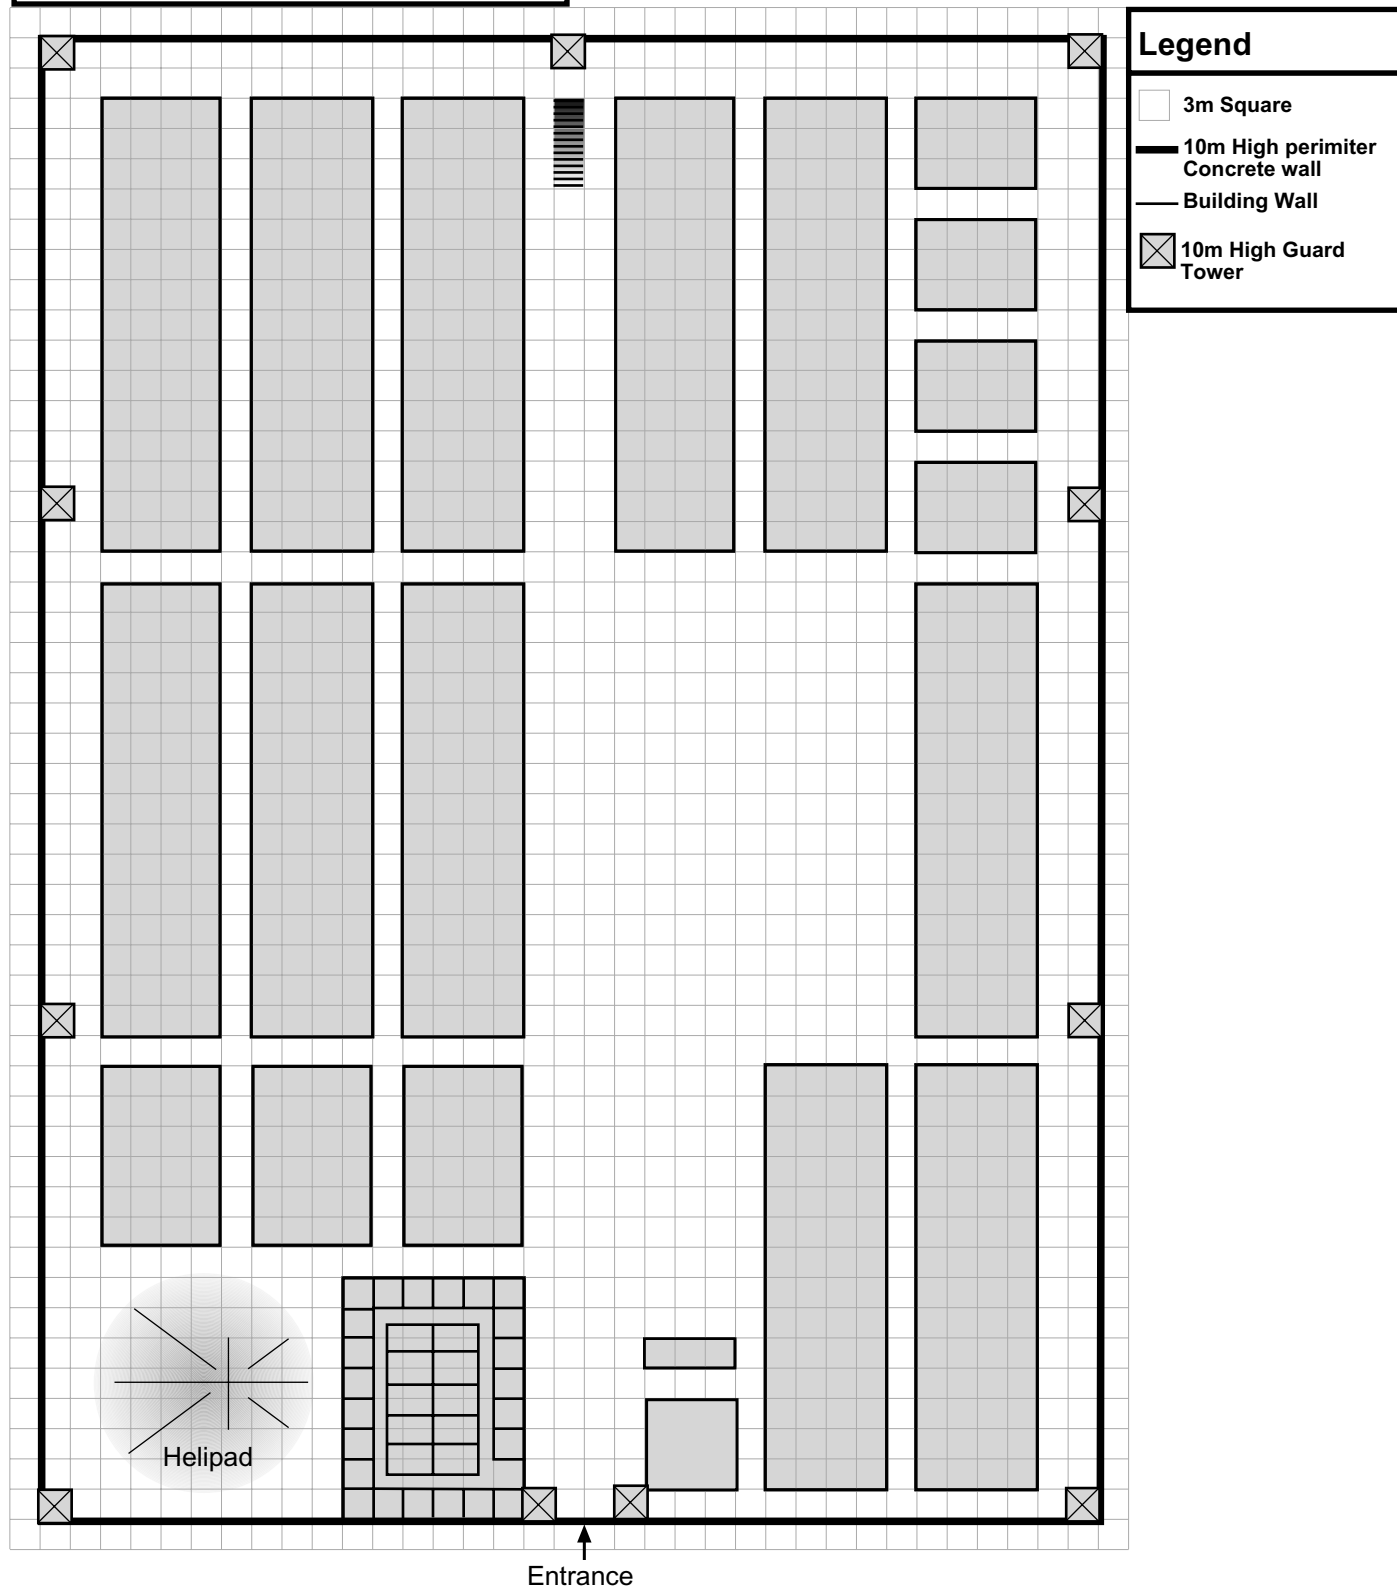 Legend
3m Square
10m High perimiter
Concrete wall
Building Wall
10m High Guard
Tower
Helipad
Entrance